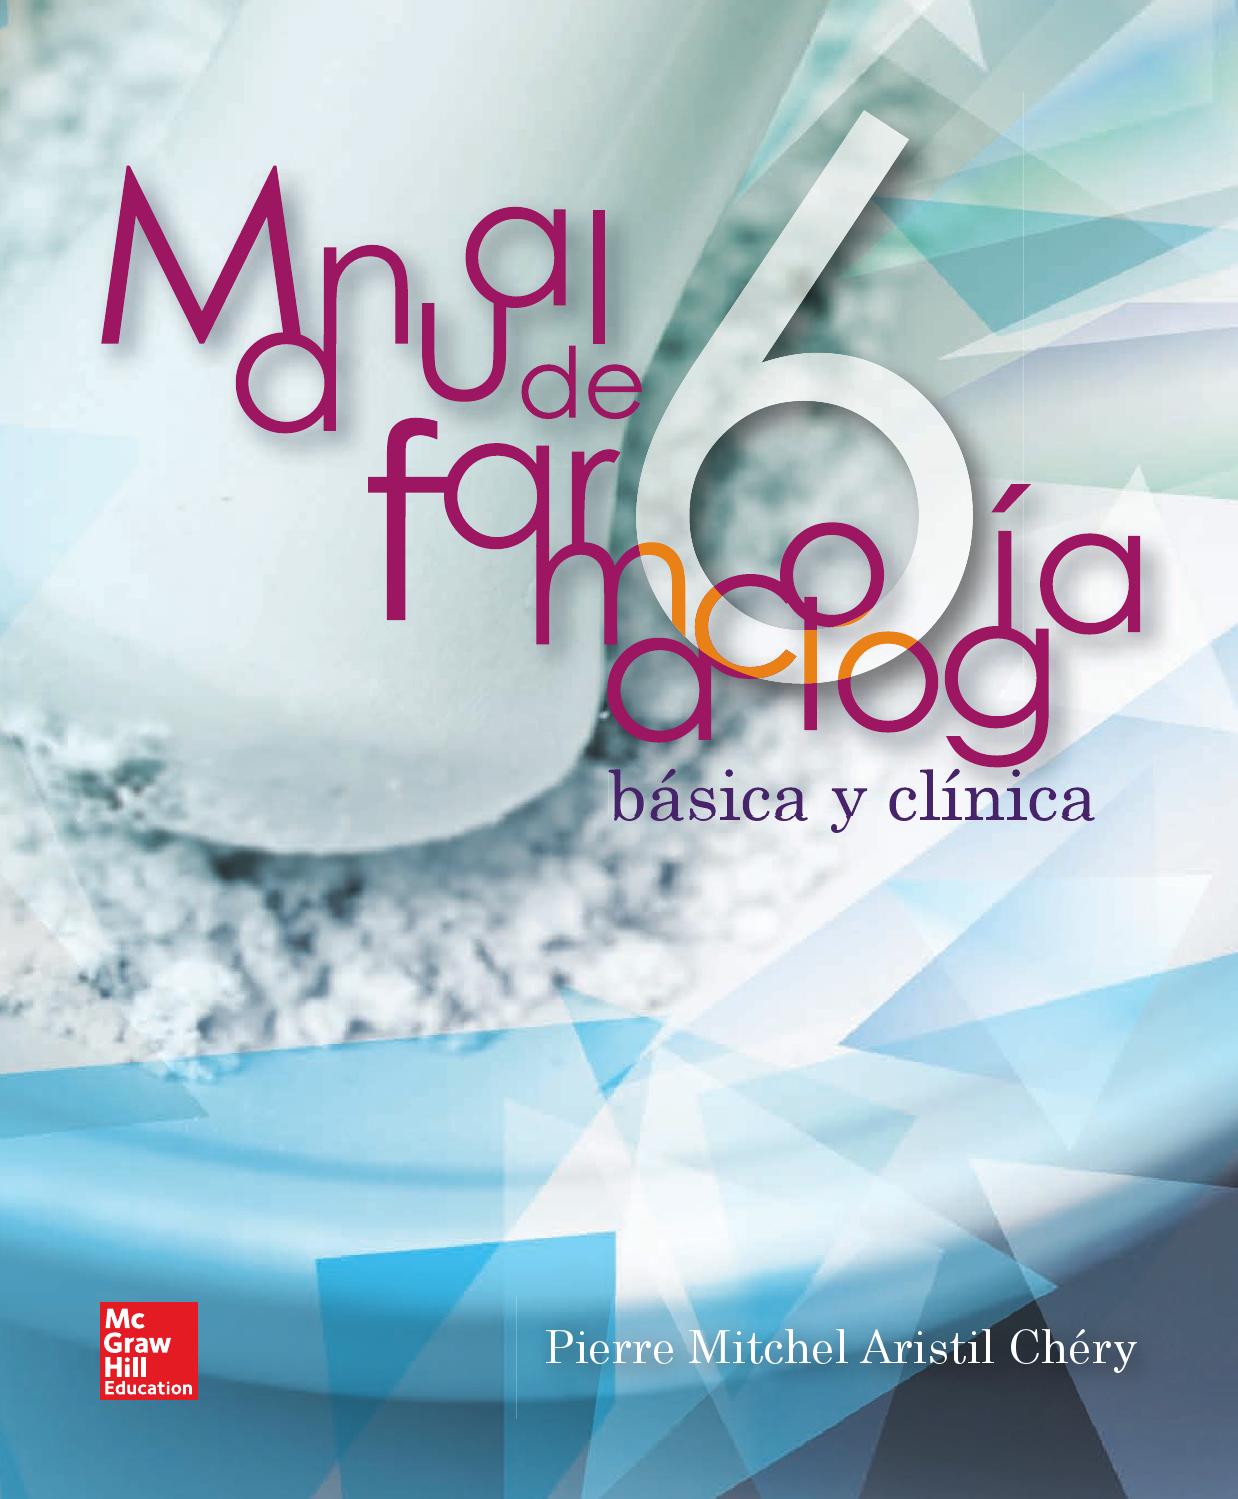 Manual
de
farmacología
6
básica y clínica
Pierre Mitchel Aristil Chéry
Mc
Graw
Hill
Education